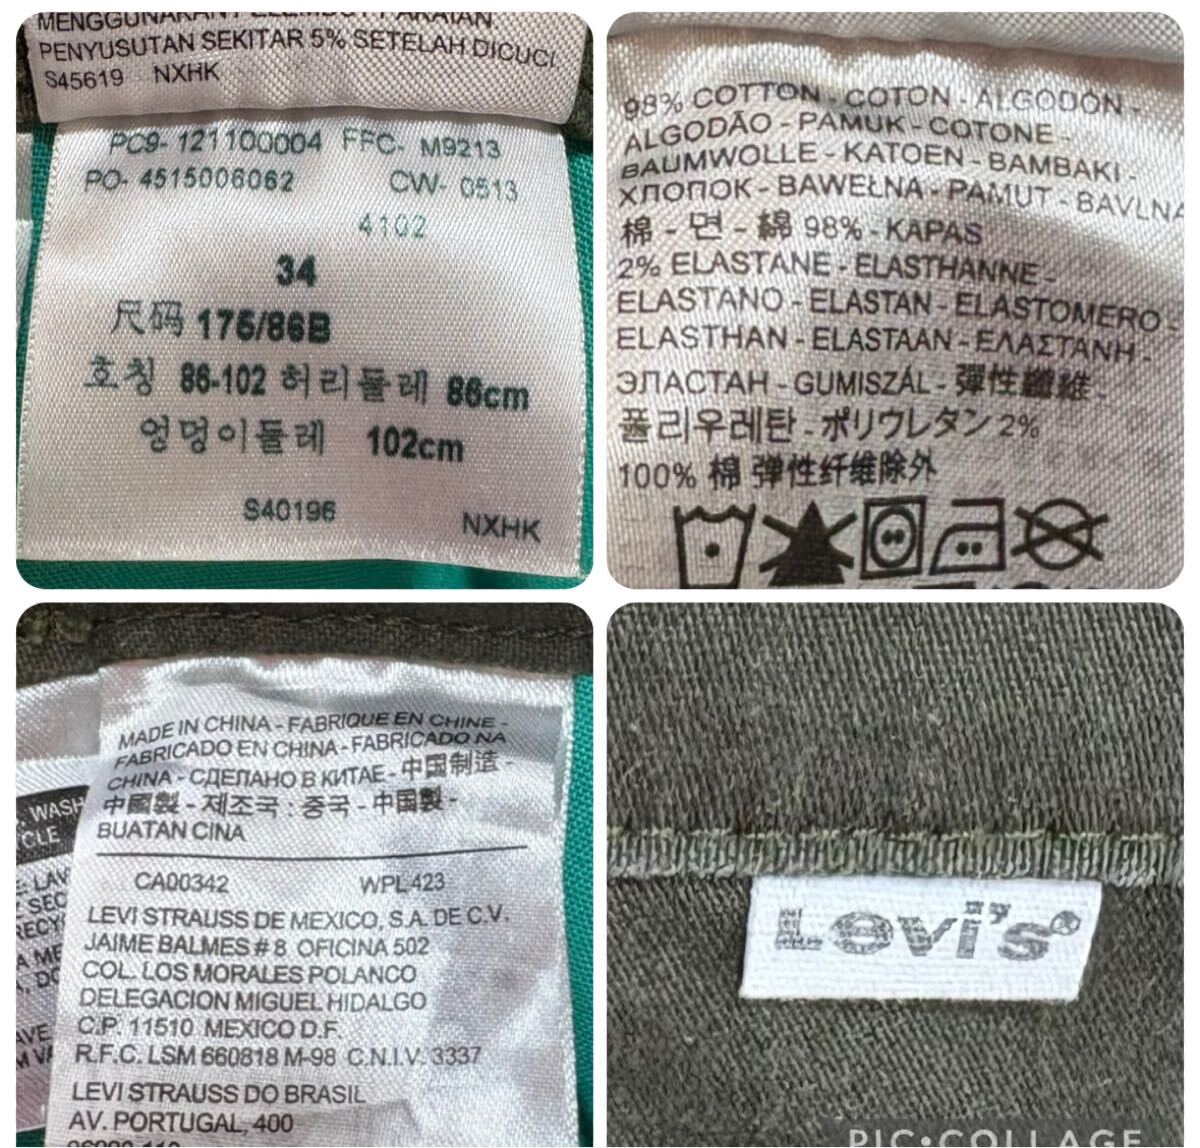 MENGGUNAKAN PELEMBUT PAKAIAN
PENYUSUTAN SEKITAR 5% SETELAH DICUCI
S45619 NXHK
PC9- 121100004 FFC- M9213
PO- 4515006062 CW- 0513
4102
34
尺码 175/86B
호칭 86-102 허리둘레 86cm
엉덩이둘레 102cm
S40196 NXHK
98% COTTON - COTON - ALGODÓN -
ALGODÃO - PAMUK - COTONE -
BAUMWOLLE - KATOEN - BAMBAKI -
ХЛОПОК - BAWEŁNA - PAMUT - BAVLNA
棉 - 면 - 綿 98% - KAPAS
2% ELASTANE - ELASTHANNE -
ELASTANO - ELASTAN - ELASTOMERO -
ELASTHAN - ELASTAAN - ΕΛΑΣΤΑΝΗ -
ЭЛАСТАН - GUMISZÁL - 彈性纖維 -
폴리우레탄 - ポリウレタン 2%
100% 棉 弹性纤维除外
MADE IN CHINA - FABRIQUE EN CHINE -
FABRICADO EN CHINA - FABRICADO NA
CHINA - СДЕЛАНО В КИТАЕ - 中国制造 -
中國製 - 제조국 : 중국 - 中国製 -
BUATAN CINA
CA00342 WPL423
LEVI STRAUSS DE MEXICO, S.A. DE C.V.
JAIME BALMES # 8 OFICINA 502
COL. LOS MORALES POLANCO
DELEGACION MIGUEL HIDALGO
C.P. 11510 MEXICO D.F.
R.F.C. LSM 660818 M-98 C.N.I.V. 3337
LEVI STRAUSS DO BRASIL
AV. PORTUGAL, 400
WASH
Levi's®
PIC•COLLAGE